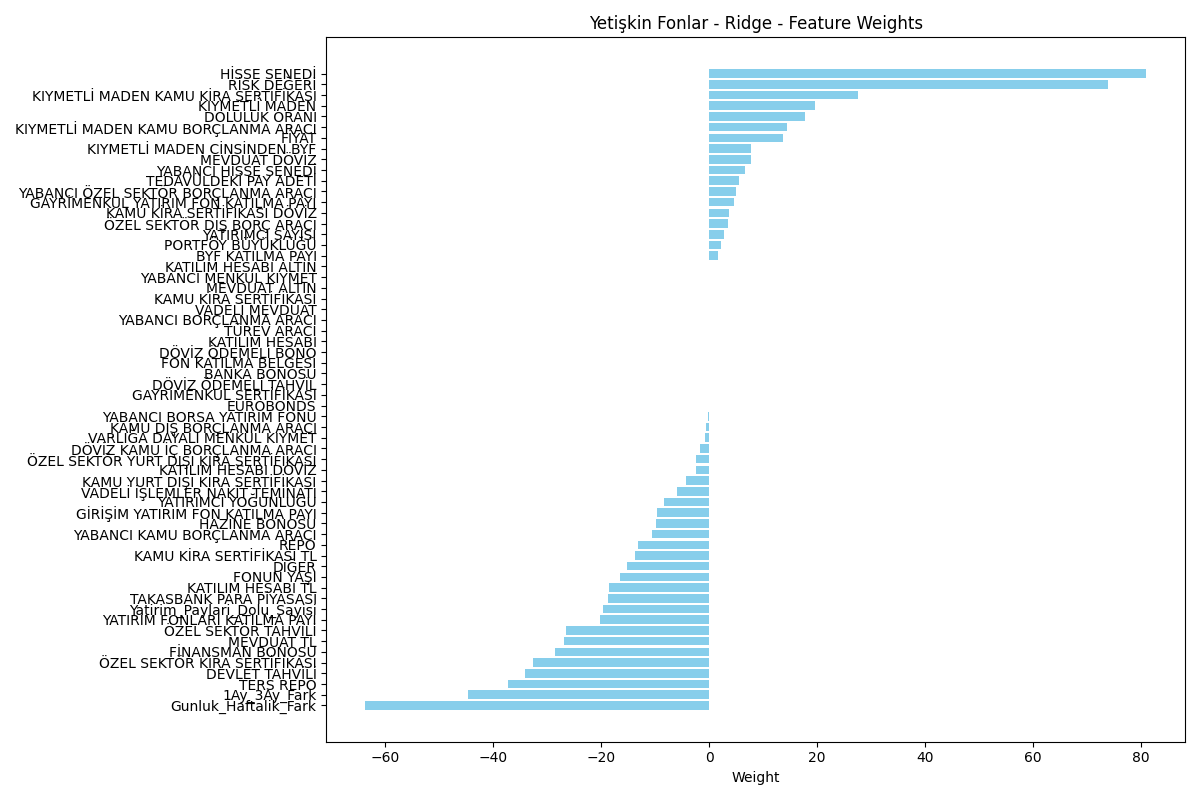 Yetişkin Fonlar - Ridge - Feature Weights
HİSSE SENEDİ
RİSK DEĞERİ
KIYMETLİ MADEN KAMU KİRA SERTİFİKASI
KIYMETLİ MADEN
DOLULUK ORANI
KIYMETLİ MADEN KAMU BORÇLANMA ARACI
FİYAT
KIYMETLİ MADEN CİNSİNDEN BYF
MEVDUAT DÖVİZ
YABANCI HİSSE SENEDİ
TEDAVÜLDEKİ PAY ADETİ
YABANCI ÖZEL SEKTÖR BORÇLANMA ARACI
GAYRİMENKUL YATIRIM FON KATILMA PAYI
KAMU KİRA SERTİFİKASI DÖVİZ
ÖZEL SEKTÖR DIŞ BORÇ ARACI
YATIRIMCI SAYISI
PORTFÖY BÜYÜKLÜĞÜ
BYF KATILMA PAYI
KATILIM HESABI ALTIN
YABANCI MENKUL KIYMET
MEVDUAT ALTIN
KAMU KİRA SERTİFİKASI
VADELİ MEVDUAT
YABANCI BORÇLANMA ARACI
TÜREV ARACI
KATILIM HESABI
DÖVİZ ÖDEMELİ BONO
FON KATILMA BELGESİ
BANKA BONOSU
DÖVİZ ÖDEMELİ TAHVİL
GAYRİMENKUL SERTİFİKASI
EUROBONDS
YABANCI BORSA YATIRIM FONU
KAMU DIŞ BORÇLANMA ARACI
VARLIĞA DAYALI MENKUL KIYMET
DÖVİZ KAMU İÇ BORÇLANMA ARACI
ÖZEL SEKTÖR YURT DIŞI KİRA SERTİFİKASI
KATILIM HESABI DÖVİZ
KAMU YURT DIŞI KİRA SERTİFİKASI
VADELİ İŞLEMLER NAKİT TEMİNATI
YATIRIMCI YOĞUNLUĞU
GİRİŞİM YATIRIM FON KATILMA PAYI
HAZİNE BONOSU
YABANCI KAMU BORÇLANMA ARACI
REPO
KAMU KİRA SERTİFİKASI TL
DİĞER
FONUN YAŞI
KATILIM HESABI TL
TAKASBANK PARA PİYASASI
Yatırım_Payları_Dolu_Sayısı
YATIRIM FONLARI KATILMA PAYI
ÖZEL SEKTÖR TAHVİLİ
MEVDUAT TL
FİNANSMAN BONOSU
ÖZEL SEKTÖR KİRA SERTİFİKASI
DEVLET TAHVİLİ
TERS REPO
1Ay_3Ay_Fark
Gunluk_Haftalik_Fark
−60 −40 −20 0 20 40 60 80
Weight